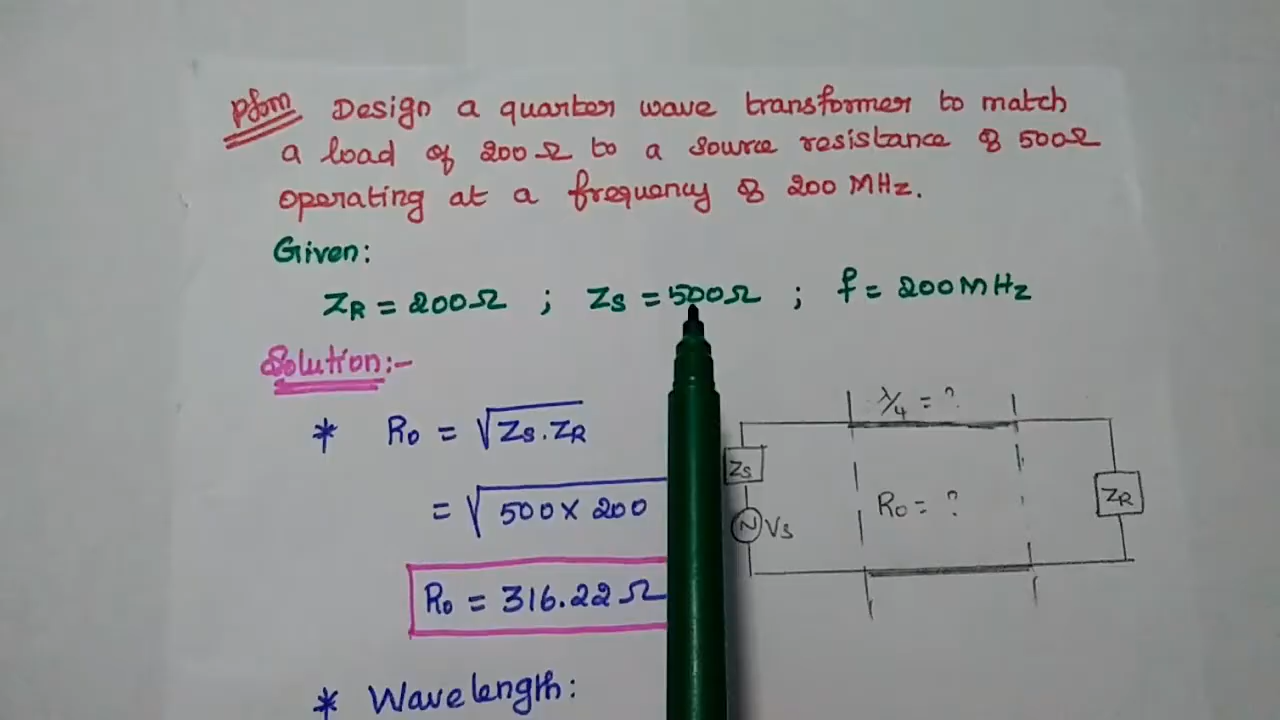 Pbm Design a quarter wave transformer to match
a load of 200Ω to a source resistance of 500Ω
operating at a frequency of 200 MHz.
Given:
ZR = 200Ω ; ZS = 500Ω ; f = 200MHz
Solution:-
* R0 = √ZS.ZR
= √500 × 200
R0 = 316.22Ω
λ/4 = ?
ZS
R0 = ?
ZR
VS
* Wavelength: